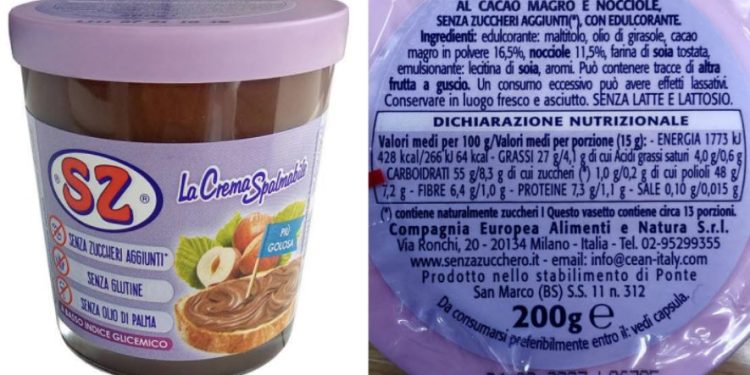 SZ
La Crema Spalmabile
PIÙ
GOLOSA
SENZA ZUCCHERI AGGIUNTI*
SENZA GLUTINE
SENZA OLIO DI PALMA
A BASSO INDICE GLICEMICO
AL CACAO MAGRO E NOCCIOLE,
SENZA ZUCCHERI AGGIUNTI(*), CON EDULCORANTE.
Ingredienti: edulcorante: maltitolo, olio di girasole, cacao
magro in polvere 16,5%, nocciole 11,5%, farina di soia tostata,
emulsionante: lecitina di soia, aromi. Può contenere tracce di altra
frutta a guscio. Un consumo eccessivo può avere effetti lassativi.
Conservare in luogo fresco e asciutto. SENZA LATTE E LATTOSIO.
DICHIARAZIONE NUTRIZIONALE
Valori medi per 100 g/Valori medi per porzione (15 g): - ENERGIA 1773 kJ
428 kcal/266 kJ 64 kcal - GRASSI 27 g/4,1 g di cui Acidi grassi saturi 4,0 g/0,6 g
CARBOIDRATI 55 g/8,3 g di cui zuccheri (*) 1,0 g/0,2 g di cui polioli 48 g/
7,2 g - FIBRE 6,4 g/1,0 g - PROTEINE 7,3 g/1,1 g - SALE 0,10 g/0,015 g
(*) contiene naturalmente zuccheri | Questo vasetto contiene circa 13 porzioni.
Compagnia Europea Alimenti e Natura S.r.l.
Via Ronchi, 20 - 20134 Milano - Italia - Tel. 02-95299355
www.senzazucchero.it - email: info@cean-italy.com
Prodotto nello stabilimento di Ponte
San Marco (BS) S.S. 11 n. 312
200g e
Da consumarsi preferibilmente entro il: vedi capsula.